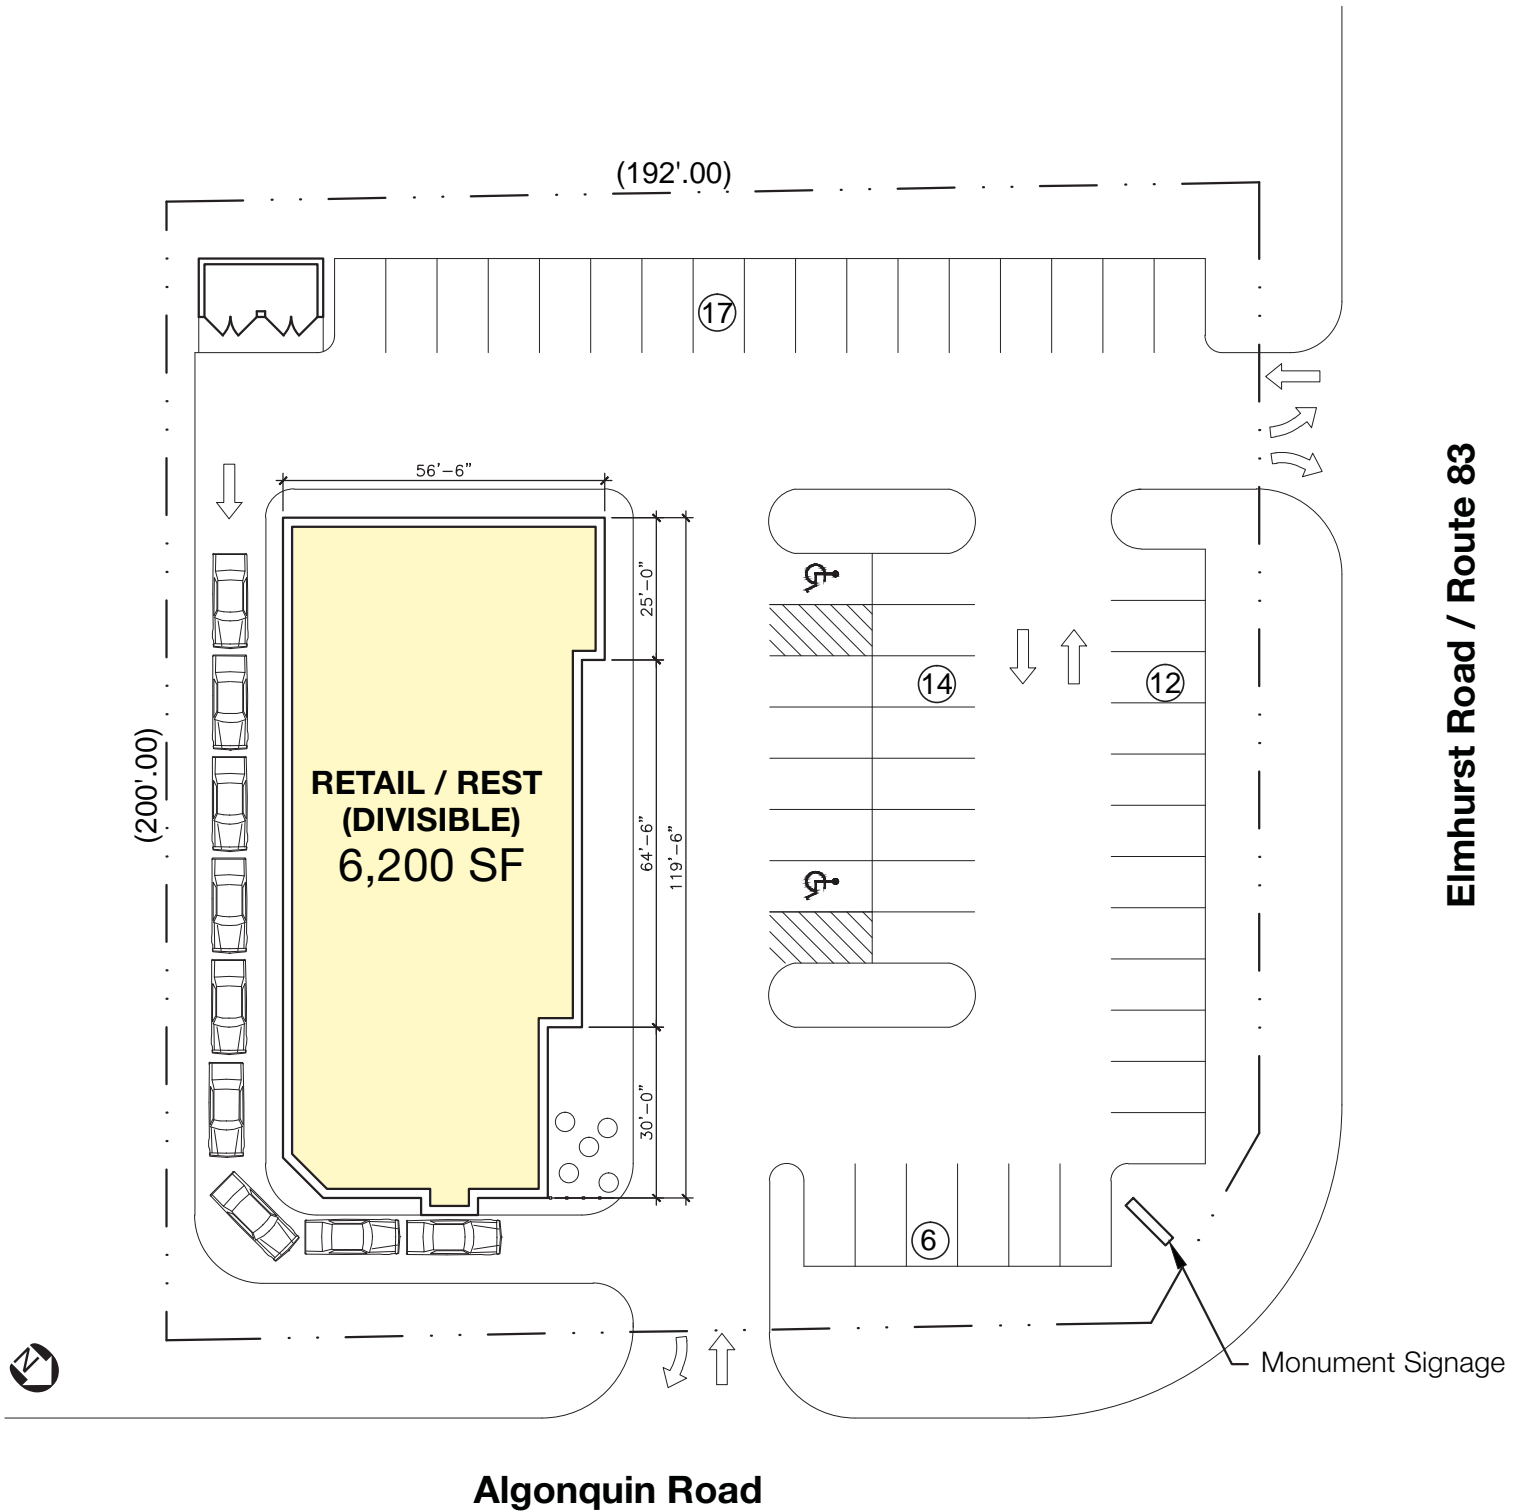 (192'.00)
17
56'-6"
25'-0"
14
12
Elmhurst Road / Route 83
(200'.00)
RETAIL / REST
(DIVISIBLE)
6,200 SF
64'-6"
119'-6"
30'-0"
6
N
Monument Signage
Algonquin Road